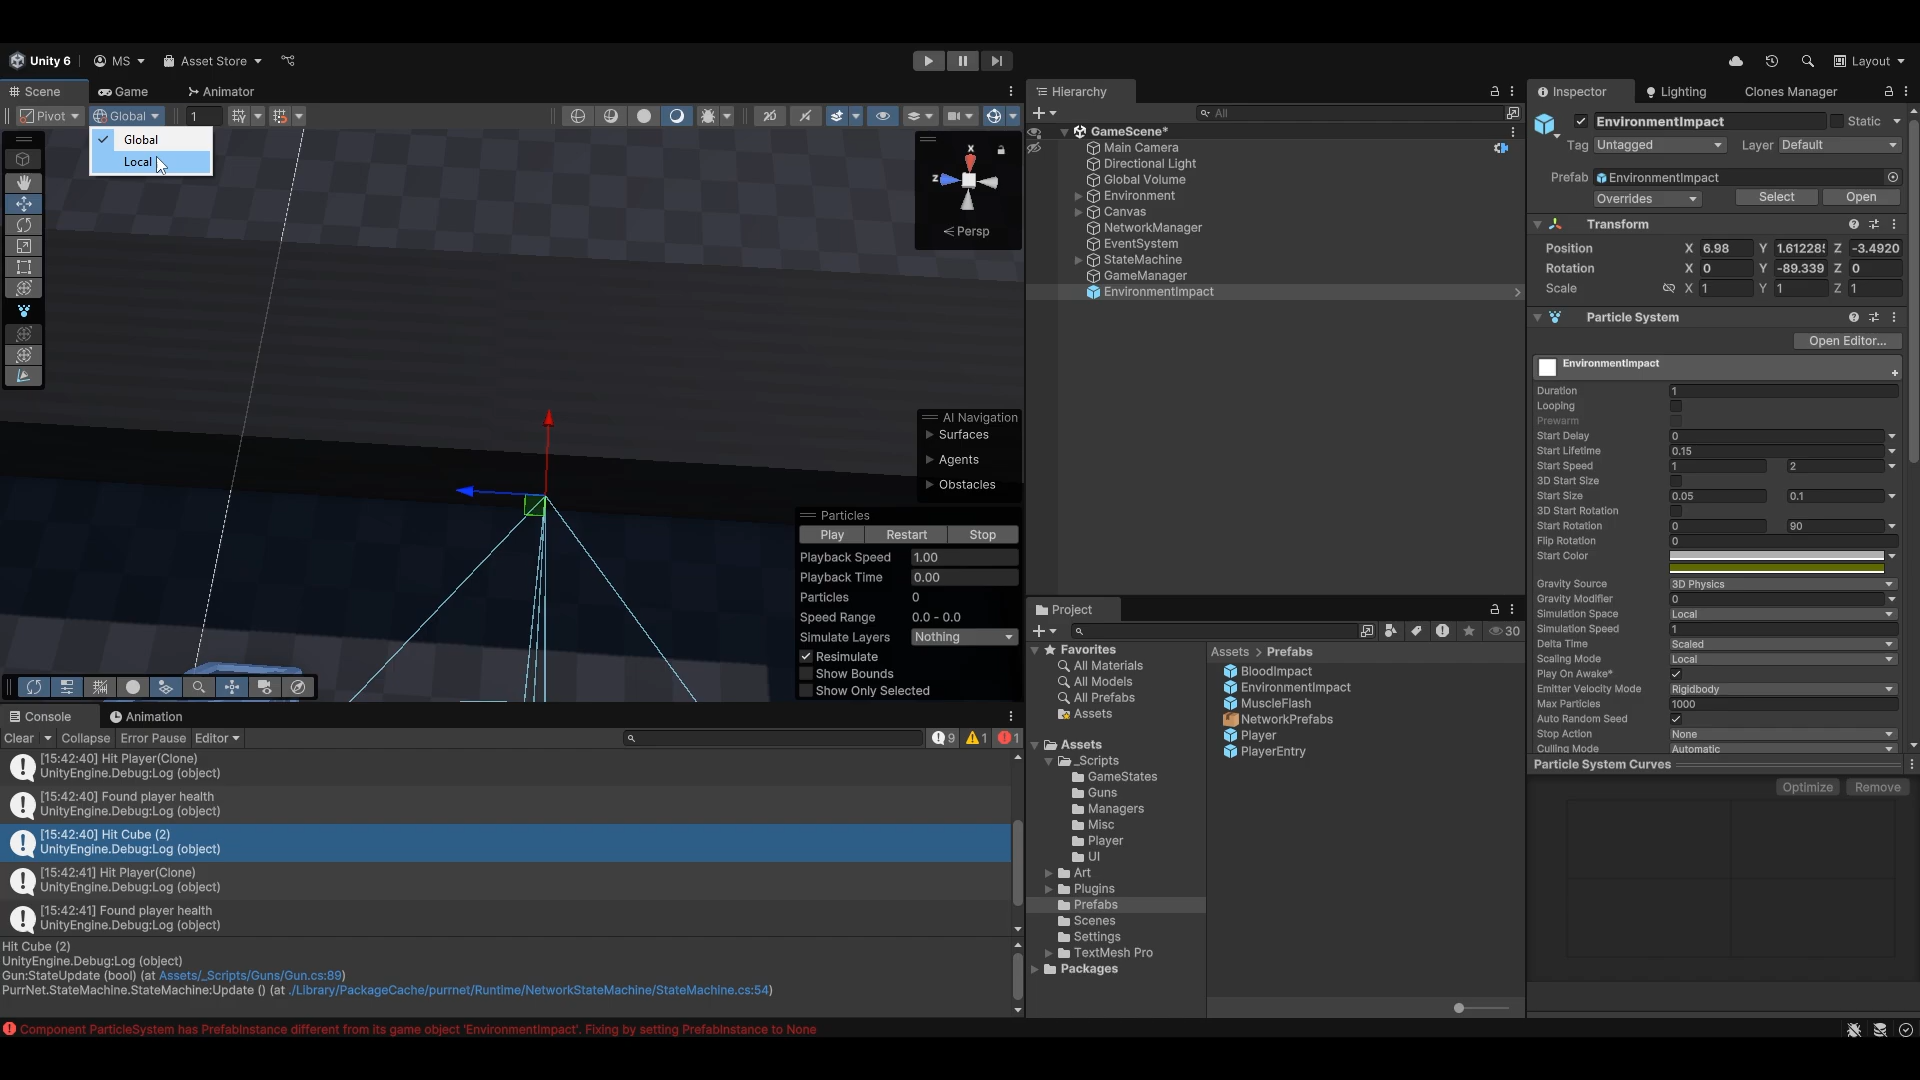 Unity 6
MS
Asset Store
Layout
Scene
Game
Animator
Hierarchy
Inspector
Lighting
Clones Manager
Pivot
Global
1
2D
All
Global
Local
GameScene*
Main Camera
Directional Light
Global Volume
Environment
Canvas
NetworkManager
EventSystem
StateMachine
GameManager
EnvironmentImpact
x
z
Persp
AI Navigation
Surfaces
Agents
Obstacles
Particles
Play Restart Stop
Playback Speed 1.00
Playback Time 0.00
Particles 0
Speed Range 0.0 - 0.0
Simulate Layers Nothing
Resimulate
Show Bounds
Show Only Selected
EnvironmentImpact Static
Tag Untagged Layer Default
Prefab EnvironmentImpact
Overrides Select Open
Transform
Position X 6.98 Y 1.61228 Z -3.4920
Rotation X 0 Y -89.339 Z 0
Scale X 1 Y 1 Z 1
Particle System
Open Editor...
EnvironmentImpact
Duration 1
Looping
Prewarm
Start Delay 0
Start Lifetime 0.15
Start Speed 1 2
3D Start Size
Start Size 0.05 0.1
3D Start Rotation
Start Rotation 0 90
Flip Rotation 0
Start Color
Gravity Source 3D Physics
Gravity Modifier 0
Simulation Space Local
Simulation Speed 1
Delta Time Scaled
Scaling Mode Local
Play On Awake*
Emitter Velocity Mode Rigidbody
Max Particles 1000
Auto Random Seed
Stop Action None
Culling Mode Automatic
Particle System Curves
Optimize Remove
Project
30
Favorites
All Materials
All Models
All Prefabs
Assets
Assets
_Scripts
GameStates
Guns
Managers
Misc
Player
UI
Art
Plugins
Prefabs
Scenes
Settings
TextMesh Pro
Packages
Assets > Prefabs
BloodImpact
EnvironmentImpact
MuscleFlash
NetworkPrefabs
Player
PlayerEntry
Console
Animation
Clear Collapse Error Pause Editor
9 1 1
[15:42:40] Hit Player(Clone)
UnityEngine.Debug:Log (object)
[15:42:40] Found player health
UnityEngine.Debug:Log (object)
[15:42:40] Hit Cube (2)
UnityEngine.Debug:Log (object)
[15:42:41] Hit Player(Clone)
UnityEngine.Debug:Log (object)
[15:42:41] Found player health
UnityEngine.Debug:Log (object)
Hit Cube (2)
UnityEngine.Debug:Log (object)
Gun:StateUpdate (bool) (at Assets/_Scripts/Guns/Gun.cs:89)
PurrNet.StateMachine.StateMachine:Update () (at ./Library/PackageCache/purrnet/Runtime/NetworkStateMachine/StateMachine.cs:54)
Component ParticleSystem has PrefabInstance different from its game object 'EnvironmentImpact'. Fixing by setting PrefabInstance to None